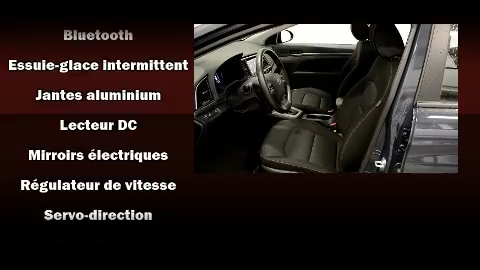 Bluetooth
Essuie-glace intermittent
Jantes aluminium
Lecteur DC
Mirroirs électriques
Régulateur de vitesse
Servo-direction